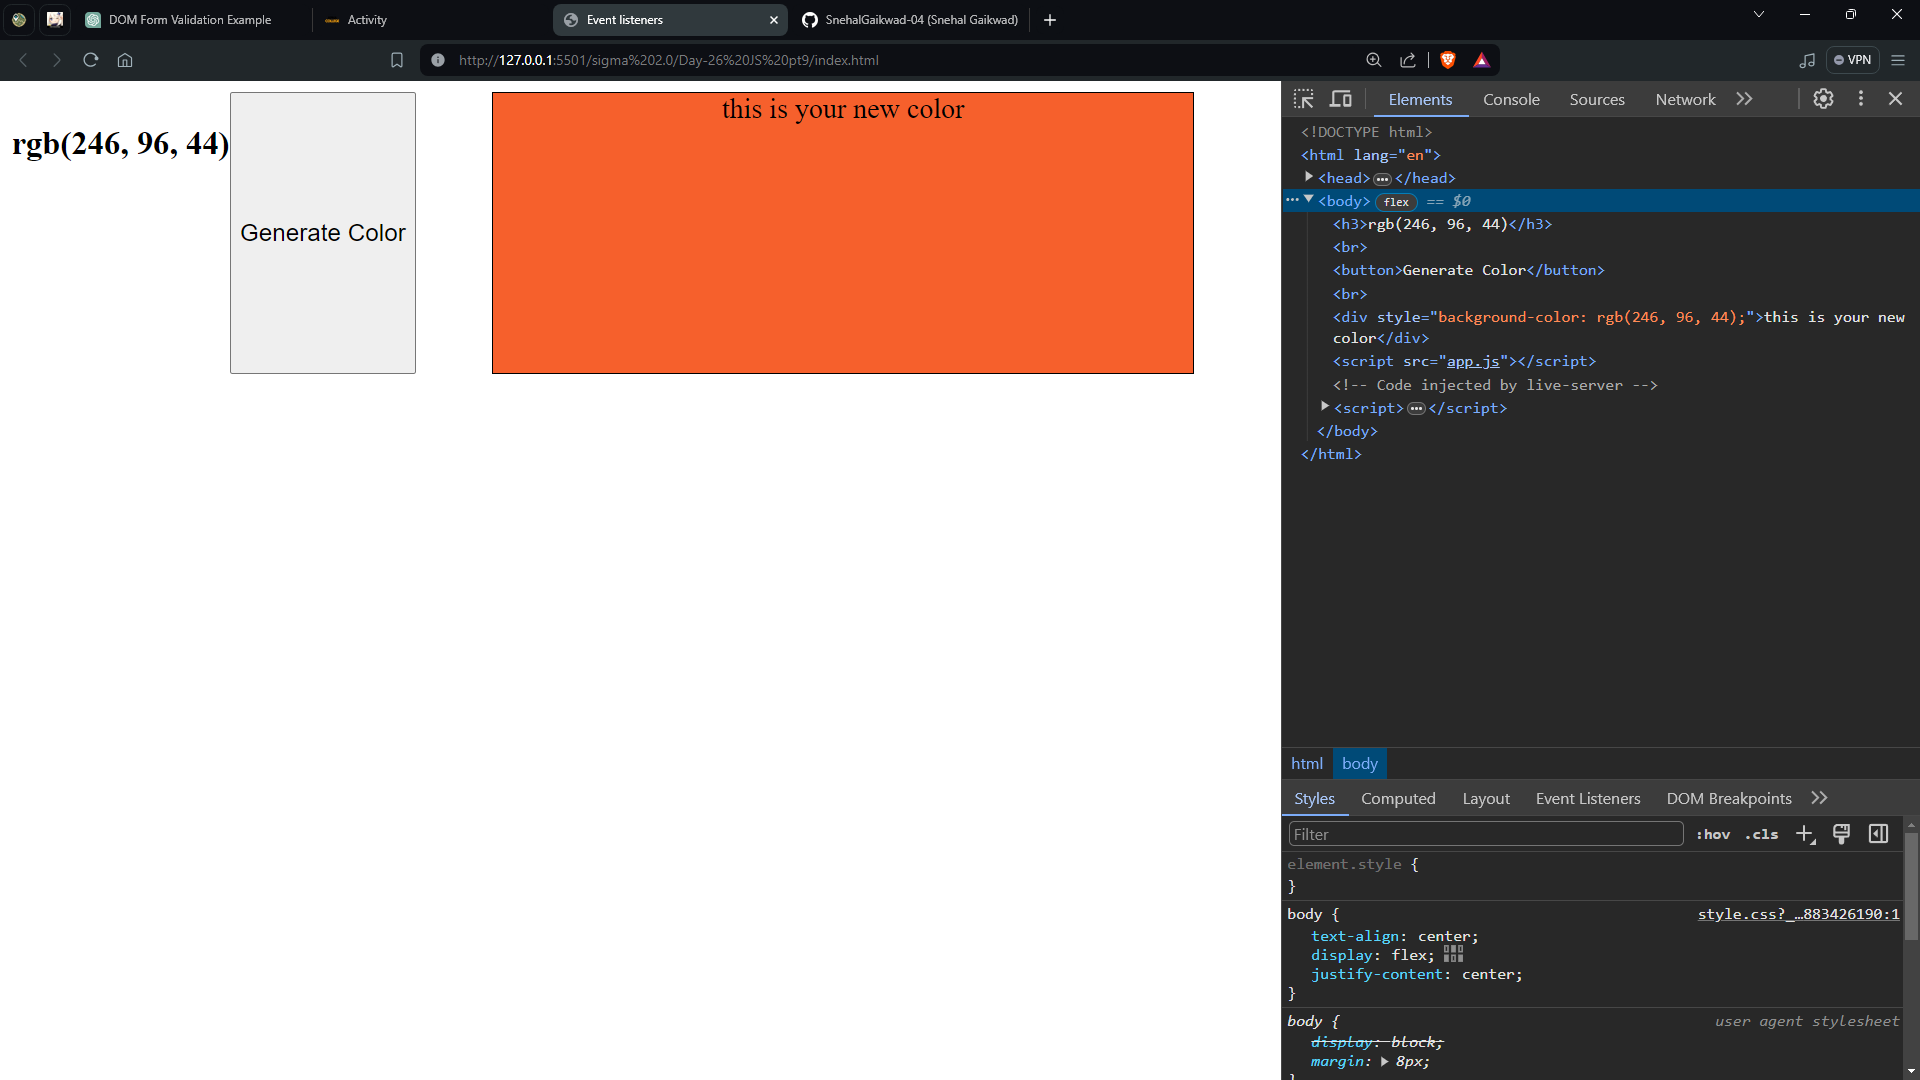 DOM Form Validation Example
Activity
Event listeners
SnehalGaikwad-04 (Snehal Gaikwad)
http://127.0.0.1:5501/sigma%202.0/Day-26%20JS%20pt9/index.html
VPN
rgb(246, 96, 44)
Generate Color
this is your new color
Elements
Console
Sources
Network
<!DOCTYPE html>
<html lang="en">
<head>…</head>
<body> flex == $0
<h3>rgb(246, 96, 44)</h3>
<br>
<button>Generate Color</button>
<br>
<div style="background-color: rgb(246, 96, 44);">this is your new
color</div>
<script src="app.js"></script>
<!-- Code injected by live-server -->
<script>…</script>
</body>
</html>
html body
Styles Computed Layout Event Listeners DOM Breakpoints
Filter :hov .cls
element.style {
}
body { style.css?_…883426190:1
text-align: center;
display: flex;
justify-content: center;
}
body { user agent stylesheet
display: block;
margin: 8px;
}